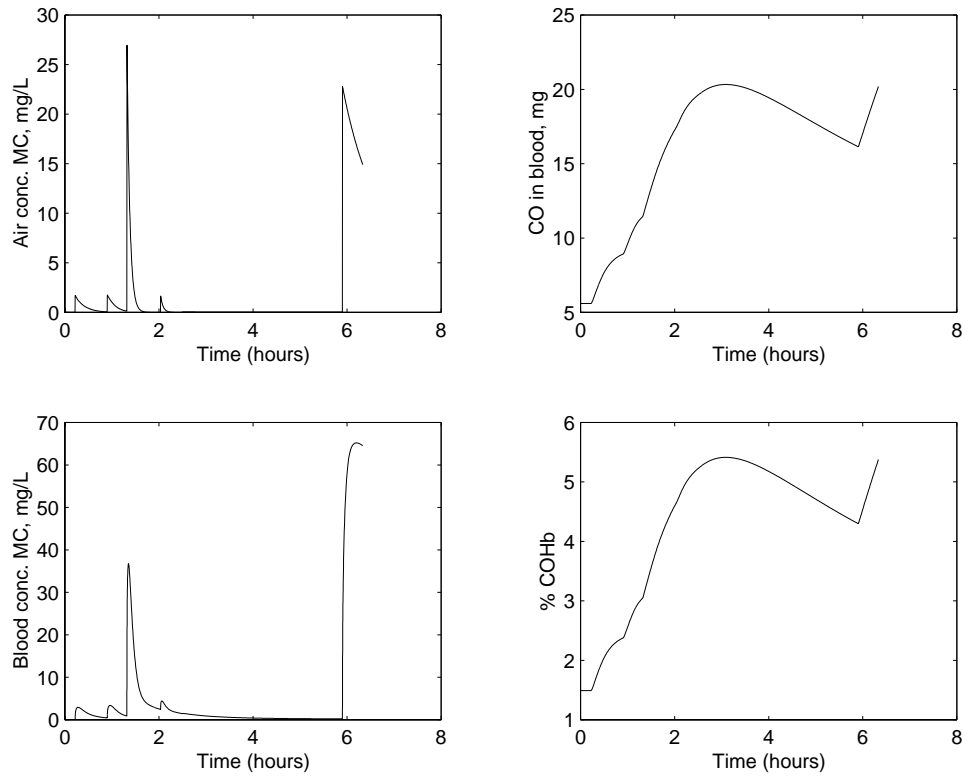 30
25
20
15
10
5
0
0 2 4 6 8
Air conc. MC, mg/L
Time (hours)
25
20
15
10
5
0 2 4 6 8
CO in blood, mg
Time (hours)
70
60
50
40
30
20
10
0
0 2 4 6 8
Blood conc. MC, mg/L
Time (hours)
6
5
4
3
2
1
0 2 4 6 8
% COHb
Time (hours)